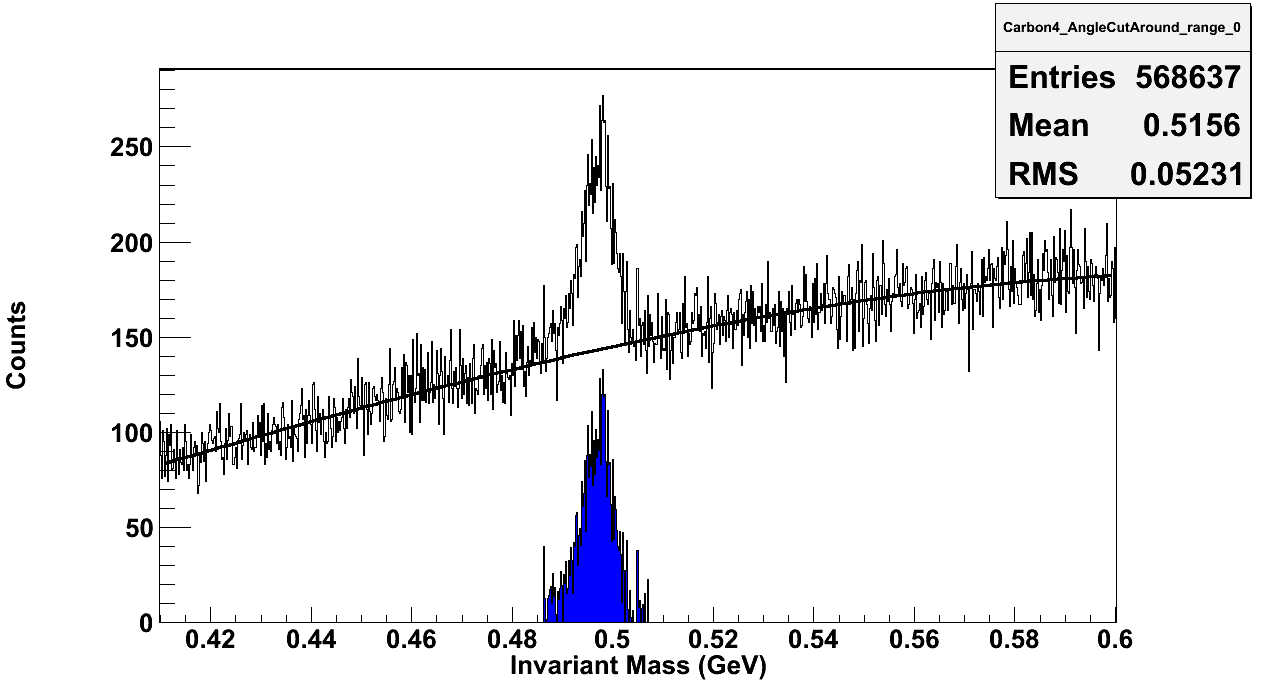 Carbon4_AngleCutAround_range_0
Entries 568637
Mean 0.5156
RMS 0.05231
250
200
150
100
50
0
Counts
0.42 0.44 0.46 0.48 0.5 0.52 0.54 0.56 0.58 0.6
Invariant Mass (GeV)